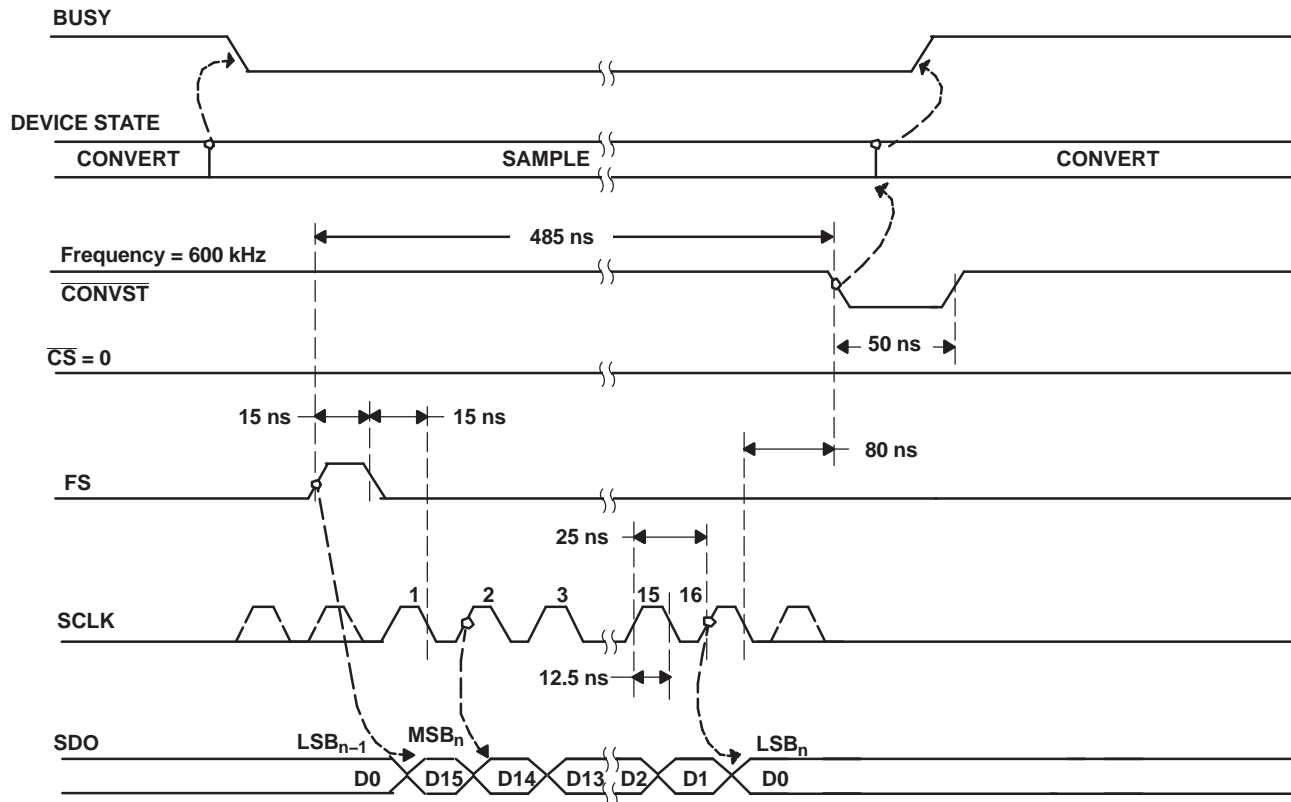 BUSY
DEVICE STATE
CONVERT SAMPLE CONVERT
485 ns
Frequency = 600 kHz
CONVST
50 ns
CS = 0
15 ns 15 ns
80 ns
FS
25 ns
1 2 3 15 16
SCLK
12.5 ns
SDO LSBn–1 MSBn LSBn
D0 D15 D14 D13 D2 D1 D0